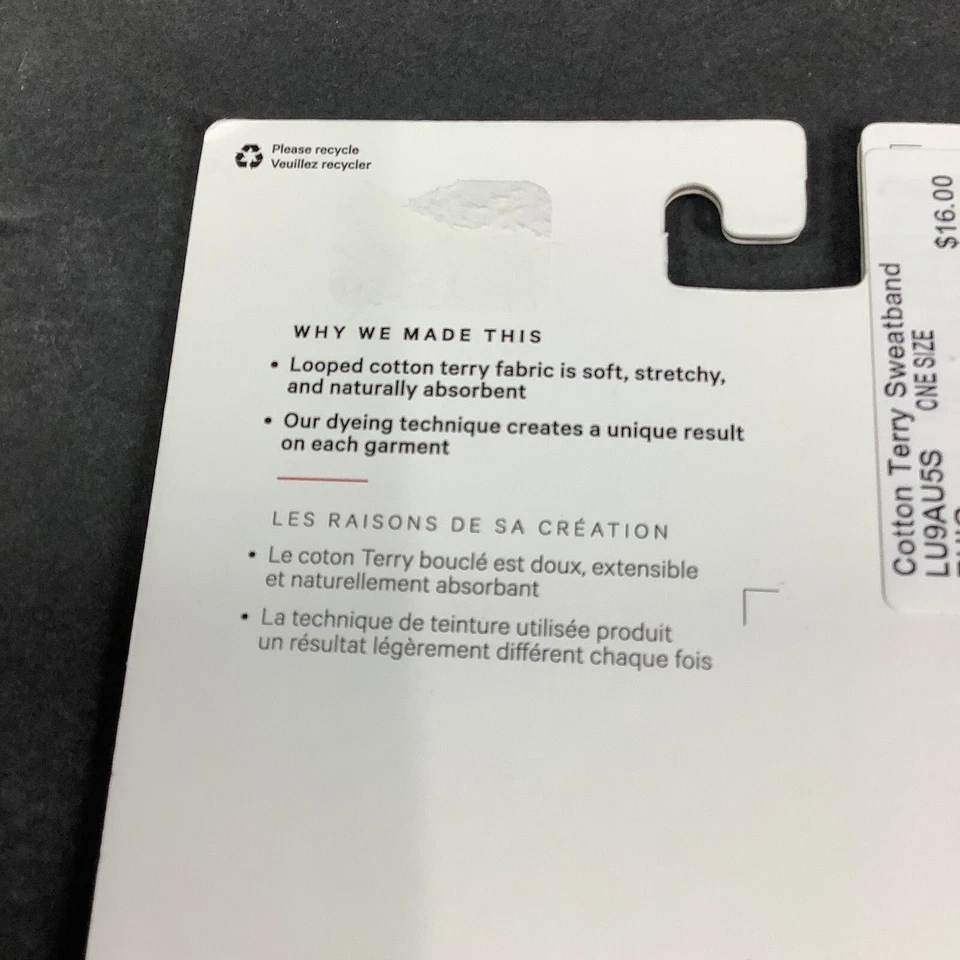 Please recycle
Veuillez recycler
WHY WE MADE THIS
• Looped cotton terry fabric is soft, stretchy,
and naturally absorbent
• Our dyeing technique creates a unique result
on each garment
LES RAISONS DE SA CRÉATION
• Le coton Terry bouclé est doux, extensible
et naturellement absorbant
• La technique de teinture utilisée produit
un résultat légèrement différent chaque fois
Cotton Terry Sweatband $16.00
LU9AU5S ONE SIZE